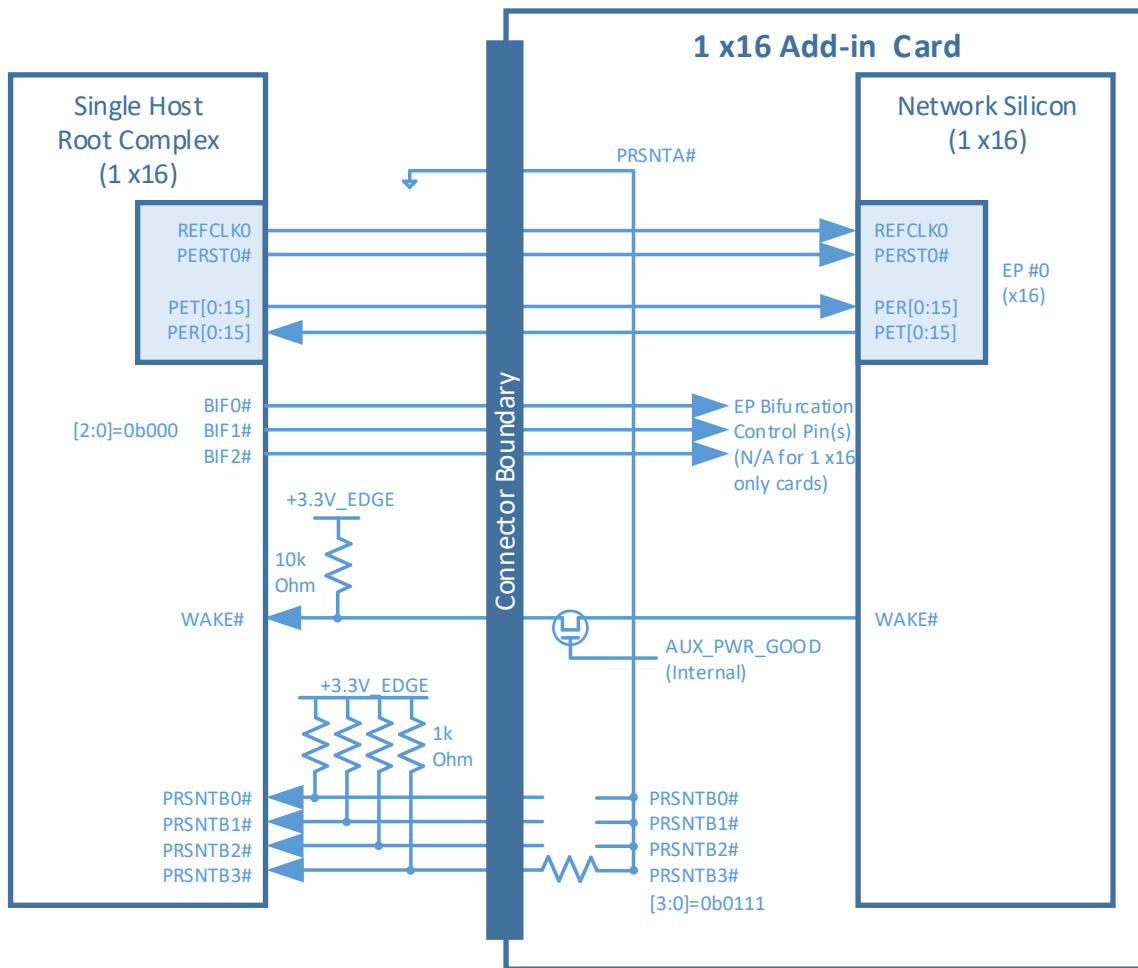 1 x16 Add-in Card
Single Host
Root Complex
(1 x16)
Network Silicon
(1 x16)
PRSNTA#
REFCLK0
PERST0#
PET[0:15]
PER[0:15]
REFCLK0
PERST0#
PER[0:15]
PET[0:15]
EP #0
(x16)
Connector Boundary
BIF0#
[2:0]=0b000 BIF1#
BIF2#
EP Bifurcation
Control Pin(s)
(N/A for 1 x16
only cards)
+3.3V_EDGE
10k
Ohm
WAKE#
WAKE#
AUX_PWR_GOOD
(Internal)
+3.3V_EDGE
1k
Ohm
PRSNTB0#
PRSNTB1#
PRSNTB2#
PRSNTB3#
PRSNTB0#
PRSNTB1#
PRSNTB2#
PRSNTB3#
[3:0]=0b0111